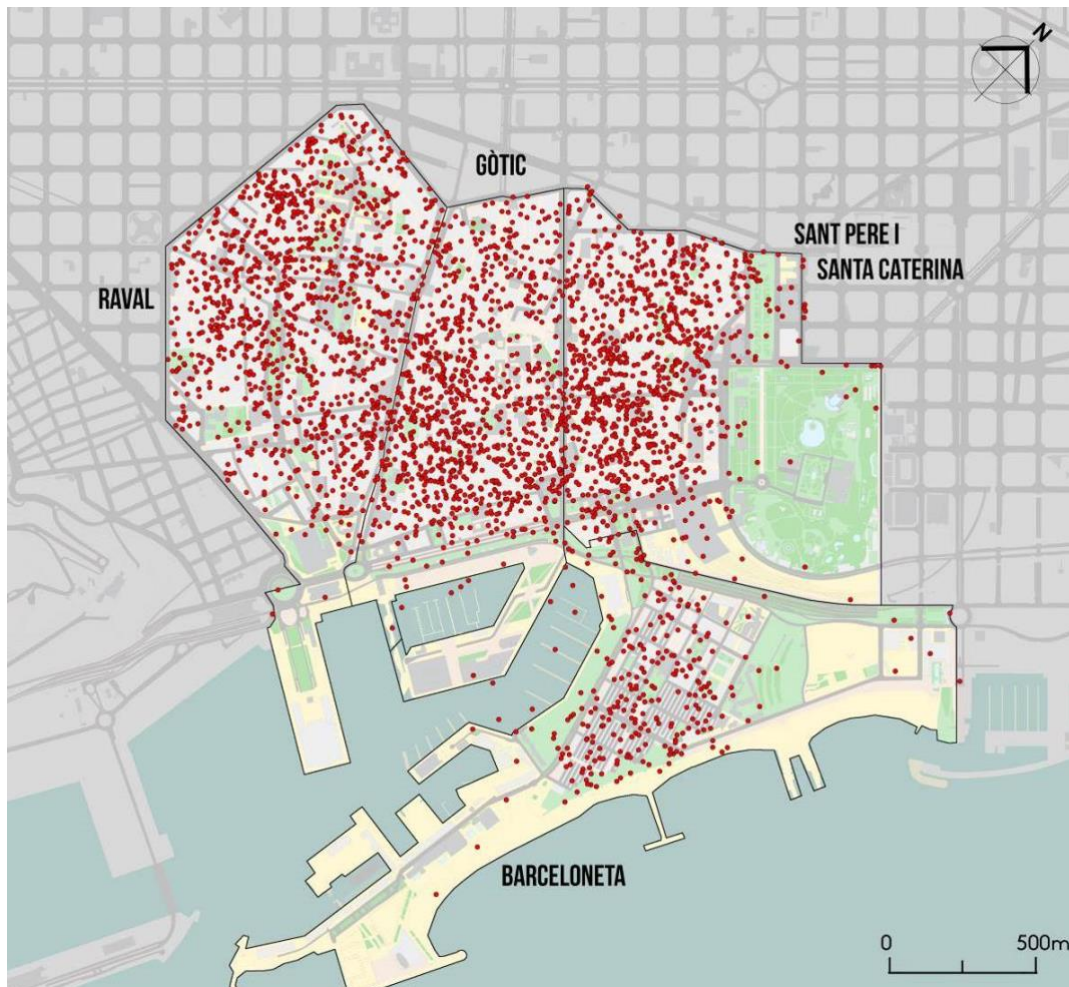 N
GÒTIC
SANT PERE I
SANTA CATERINA
RAVAL
BARCELONETA
0 500m